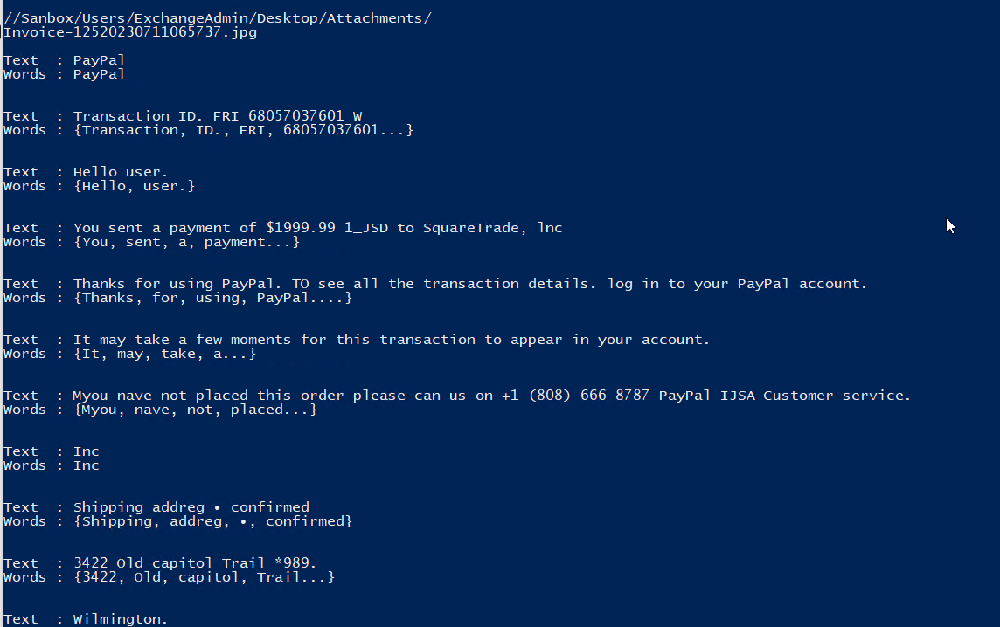 //Sanbox/Users/ExchangeAdmin/Desktop/Attachments/
Invoice-12520230711065737.jpg
Text  : PayPal
Words : PayPal
Text  : Transaction ID. FRI 68057037601 W
Words : {Transaction, ID., FRI, 68057037601...}
Text  : Hello user.
Words : {Hello, user.}
Text  : You sent a payment of $1999.99 1_JSD to SquareTrade, lnc
Words : {You, sent, a, payment...}
Text  : Thanks for using PayPal. TO see all the transaction details. log in to your PayPal account.
Words : {Thanks, for, using, PayPal....}
Text  : It may take a few moments for this transaction to appear in your account.
Words : {It, may, take, a...}
Text  : Myou nave not placed this order please can us on +1 (808) 666 8787 PayPal IJSA Customer service.
Words : {Myou, nave, not, placed...}
Text  : Inc
Words : Inc
Text  : Shipping addreg • confirmed
Words : {Shipping, addreg, •, confirmed}
Text  : 3422 Old capitol Trail *989.
Words : {3422, Old, capitol, Trail...}
Text  : Wilmington.